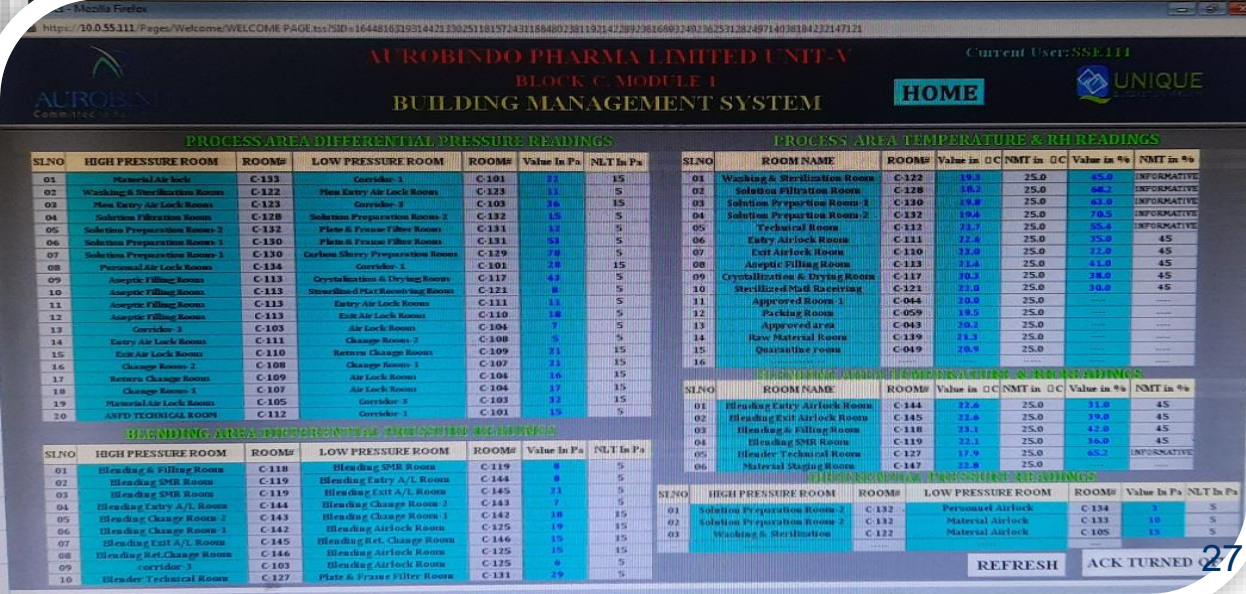 Mozilla Firefox
https://10.0.55.111/Pages/Welcome/WELCOME PAGE.tss?SID=
AUROBINDO PHARMA LIMITED UNIT-V
BLOCK C, MODULE 1
BUILDING MANAGEMENT SYSTEM
Current User: SSE111
HOME
UNIQUE
AUROBIN
Committed to
PROCESS AREA DIFFERENTIAL PRESSURE READINGS
SI.NO HIGH PRESSURE ROOM ROOM# LOW PRESSURE ROOM ROOM# Value in Pa NLT In Pa
01 Material Air lock C-133 Corridor-1 C-101 22 15
02 Washing & Sterilization Room C-122 Men Entry Air Lock Room C-123 11 5
03 Men Entry Air Lock Room C-123 Corridor-3 C-103 36 15
04 Solution Filtration Room C-128 Solution Preparation Room-2 C-132 15 5
05 Solution Preparation Room-2 C-132 Plate & Frame Filter Room C-131 12 5
06 Solution Preparation Room-1 C-130 Plate & Frame Filter Room C-131 53 5
07 Solution Preparation Room-1 C-130 Carbon Slurry Preparation Room C-129 78 5
08 Personal Air Lock Room C-134 Corridor-1 C-101 28 15
09 Aseptic Filling Room C-113 Crystallization & Drying Room C-117 43 5
10 Aseptic Filling Room C-113 Sterilized Mat Receiving Room C-121 8 5
11 Aseptic Filling Room C-113 Entry Air Lock Room C-111 13 5
12 Aseptic Filling Room C-113 Exit Air Lock Room C-110 18 5
13 Corridor-3 C-103 Air Lock Room C-104 7 5
14 Entry Air Lock Room C-111 Change Room-2 C-108 5 5
15 Exit Air Lock Room C-110 Return Change Room C-109 21 15
16 Change Room-2 C-108 Change Room-1 C-107 23 15
17 Return Change Room C-109 Air Lock Room C-104 16 15
18 Change Room-1 C-107 Air Lock Room C-104 17 15
19 Material Air Lock Room C-105 Corridor-3 C-103 32 15
20 ANFD TECHNICAL ROOM C-112 Corridor-1 C-101 15 5
BLENDING AREA DIFFERENTIAL PRESSURE READINGS
SI.NO HIGH PRESSURE ROOM ROOM# LOW PRESSURE ROOM ROOM# Value In Pa NLT In Pa
01 Blending & Filling Room C-118 Blending SMR Room C-119 8 5
02 Blending SMR Room C-119 Blending Entry A/L Room C-144 8 5
03 Blending SMR Room C-119 Blending Exit A/L Room C-145 21 5
04 Blending Entry A/L Room C-144 Blending Change Room-2 C-143 7 5
05 Blending Change Room-2 C-143 Blending Change Room-1 C-142 18 15
06 Blending Change Room-1 C-142 Blending Airlock Room C-125 19 15
07 Blending Exit A/L Room C-145 Blending Ret. Change Room C-146 15 15
08 Blending Ret.Change Room C-146 Blending Airlock Room C-125 15 15
09 corridor-3 C-103 Blending Airlock Room C-125 6 5
10 Blender Technical Room C-127 Plate & Frame Filter Room C-131 29 5
PROCESS AREA TEMPERATURE & RH READINGS
SI.NO ROOM NAME ROOM# Value in □C NMT in □C Value in % NMT in %
01 Washing & Sterilization Room C-122 19.3 25.0 45.0 INFORMATIVE
02 Solution Filtration Room C-128 18.2 25.0 68.2 INFORMATIVE
03 Solution Prepartion Room-1 C-130 19.8 25.0 63.0 INFORMATIVE
04 Solution Prepartion Room-2 C-132 19.4 25.0 70.5 INFORMATIVE
05 Technical Room C-112 21.7 25.0 55.4 INFORMATIVE
06 Entry Airlock Room C-111 22.6 25.0 35.0 45
07 Exit Airlock Room C-110 23.0 25.0 22.0 45
08 Aseptic Filling Room C-113 21.4 25.0 41.0 45
09 Crystallization & Drying Room C-117 20.3 25.0 38.0 45
10 Sterilized Matl Raceiving C-121 23.0 25.0 30.0 45
11 Approved Room-1 C-044 20.0 25.0 ---- ----
12 Packing Room C-059 19.5 25.0 ---- ----
13 Approved area C-043 20.2 25.0 ---- ----
14 Raw Material Room C-139 21.3 25.0 ---- ----
15 Quarantine room C-049 20.9 25.0 ---- ----
16
BLENDING AREA TEMPERATURE & RH READINGS
SI.NO ROOM NAME ROOM# Value in □C NMT in □C Value in % NMT in %
01 Blending Entry Airlock Room C-144 22.6 25.0 31.0 45
02 Blending Exit Airlock Room C-145 22.6 25.0 39.0 45
03 Blending & Filling Room C-118 23.1 25.0 42.0 45
04 Blending SMR Room C-119 22.1 25.0 36.0 45
05 Blender Technical Room C-127 17.9 25.0 65.2 INFORMATIVE
06 Material Staging Room C-147 22.8 25.0 ---- ----
DIFFERENTIAL PRESSURE READINGS
SI.NO HIGH PRESSURE ROOM ROOM# LOW PRESSURE ROOM ROOM# Value In Pa NLT In Pa
01 Solution Preparation Room-2 C-132 Personnel Airlock C-134 3 5
02 Solution Preparation Room-2 C-132 Material Airlock C-133 10 5
03 Washing & Sterilization C-122 Material Airlock C-105 15 5
REFRESH
ACK TURNED
27